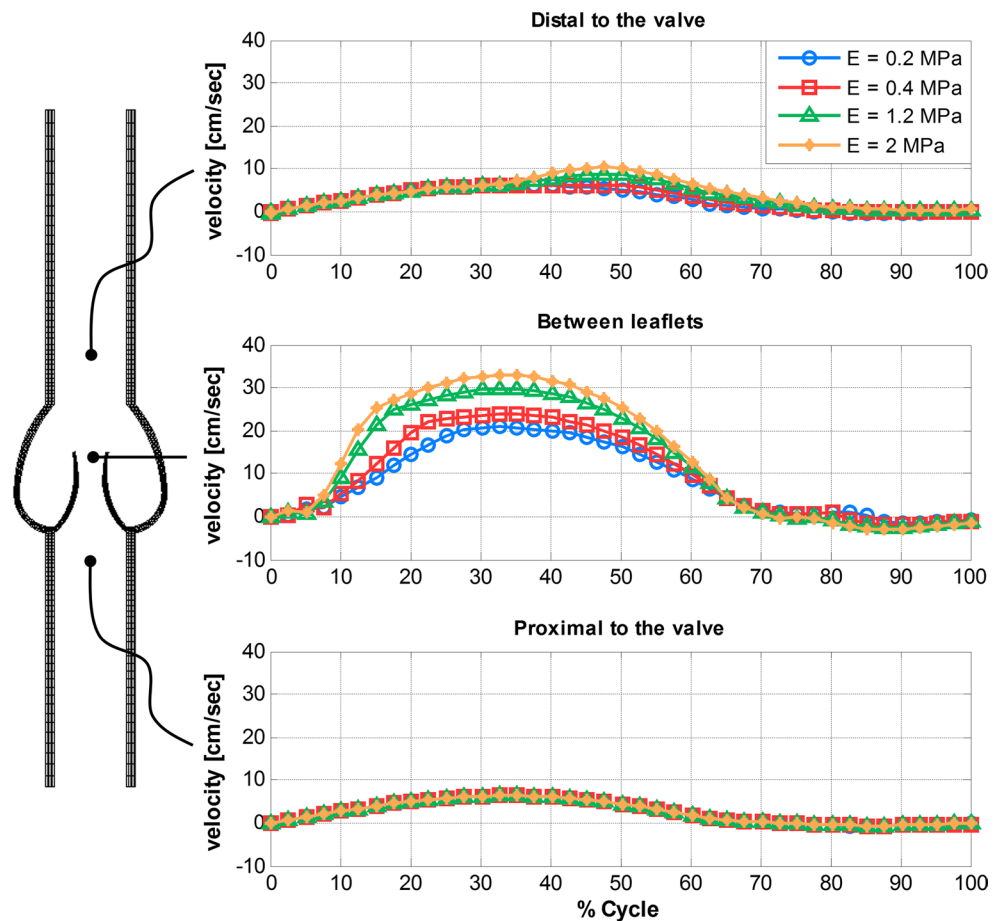 Distal to the valve
velocity [cm/sec]
40
30
20
10
0
-10
0 10 20 30 40 50 60 70 80 90 100
E = 0.2 MPa
E = 0.4 MPa
E = 1.2 MPa
E = 2 MPa
Between leaflets
velocity [cm/sec]
40
30
20
10
0
-10
0 10 20 30 40 50 60 70 80 90 100
Proximal to the valve
velocity [cm/sec]
40
30
20
10
0
-10
0 10 20 30 40 50 60 70 80 90 100
% Cycle